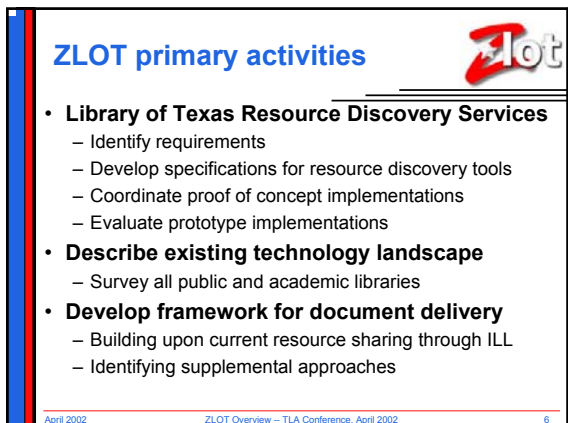 ZLOT primary activities
Zlot
• Library of Texas Resource Discovery Services
– Identify requirements
– Develop specifications for resource discovery tools
– Coordinate proof of concept implementations
– Evaluate prototype implementations
• Describe existing technology landscape
– Survey all public and academic libraries
• Develop framework for document delivery
– Building upon current resource sharing through ILL
– Identifying supplemental approaches
April 2002 ZLOT Overview – TLA Conference, April 2002 6